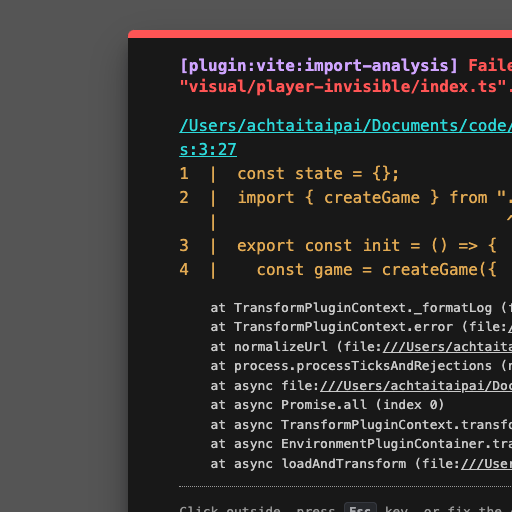 [plugin:vite:import-analysis] Faile
"visual/player-invisible/index.ts".
/Users/achtaitaipai/Documents/code/
s:3:27
1 | const state = {};
2 | import { createGame } from ".
| ^
3 | export const init = () => {
4 | const game = createGame({
at TransformPluginContext._formatLog (f
at TransformPluginContext.error (file:/
at normalizeUrl (file:///Users/achtaita
at process.processTicksAndRejections (n
at async file:///Users/achtaitaipai/Doc
at async Promise.all (index 0)
at async TransformPluginContext.transfo
at async EnvironmentPluginContainer.tra
at async loadAndTransform (file:///User
Click outside, press Esc key, or fix the